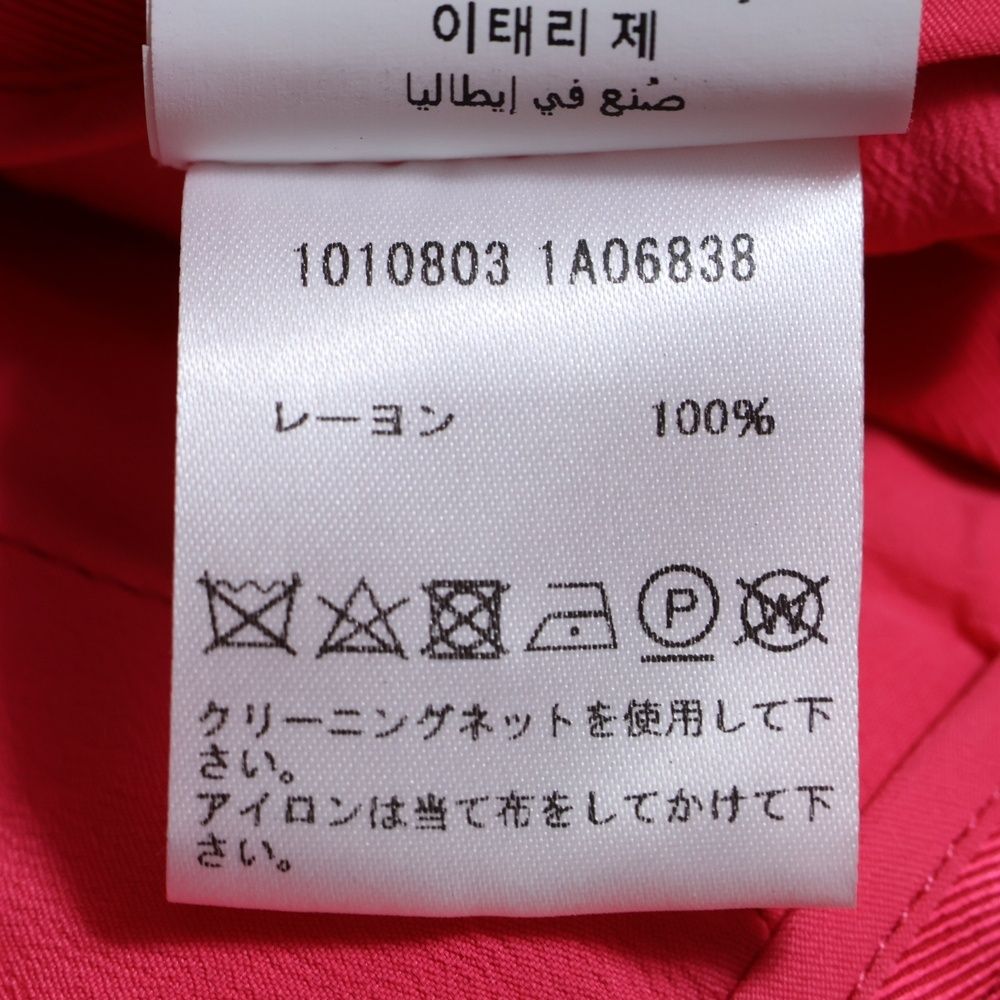 이태리 제
صُنع في إيطاليا
1010803 1A06838
レーヨン 100%
P W
クリーニングネットを使用して下
さい。
アイロンは当て布をしてかけて下
さい。